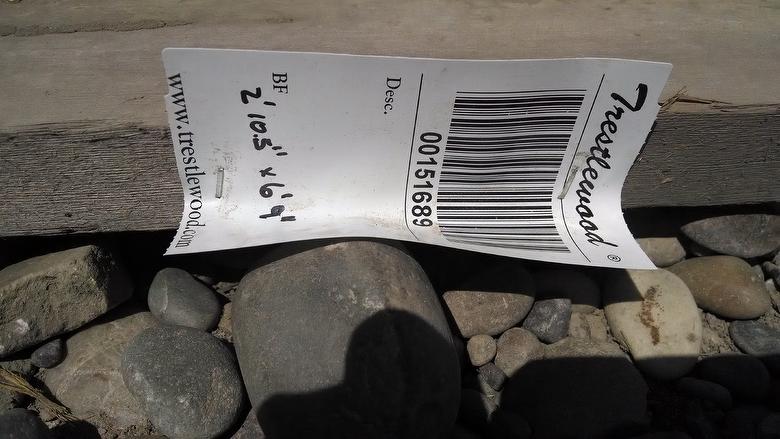 Trestlewood®
00151689
Desc.
BF
2' 10.5" x 6' 9"
www.trestlewood.com